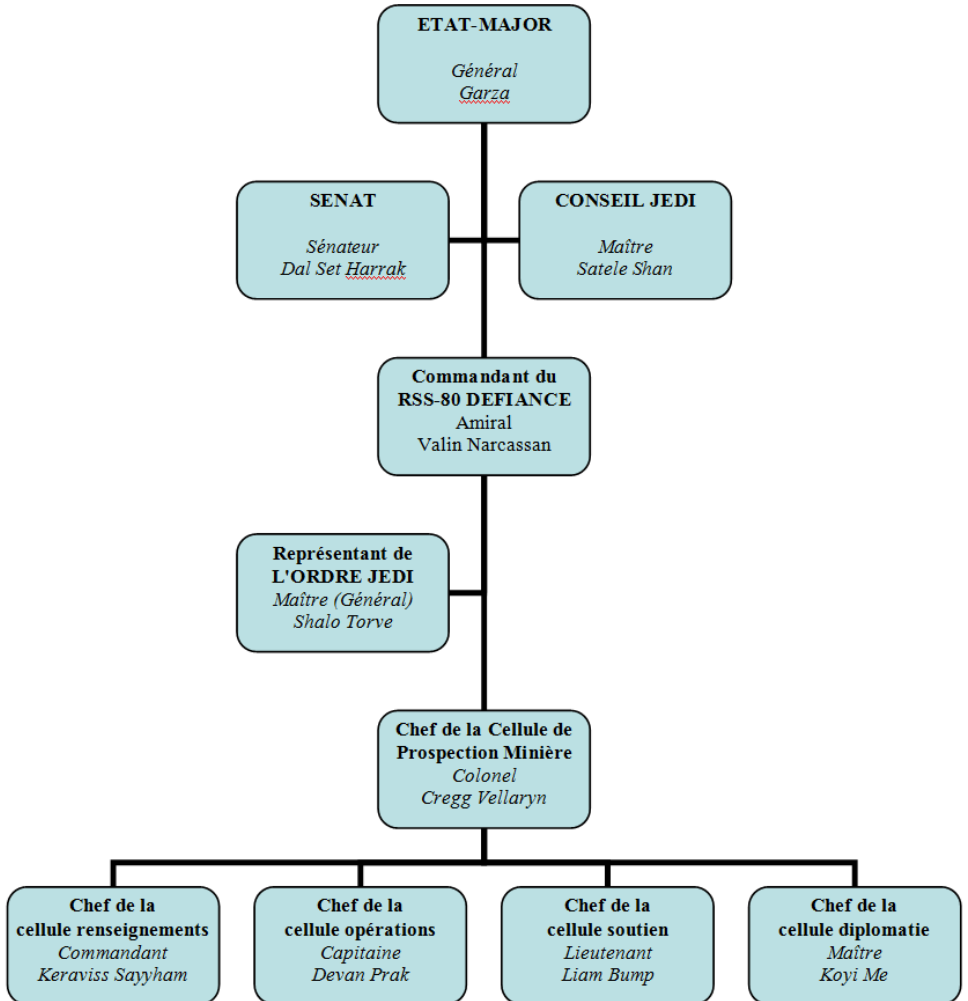 ETAT-MAJOR
Général
Garza
SENAT
Sénateur
Dal Set Harrak
CONSEIL JEDI
Maître
Satele Shan
Commandant du
RSS-80 DEFIANCE
Amiral
Valin Narcassan
Représentant de
L'ORDRE JEDI
Maître (Général)
Shalo Torve
Chef de la Cellule de
Prospection Minière
Colonel
Cregg Vellaryn
Chef de la
cellule renseignements
Commandant
Keraviss Sayyham
Chef de la
cellule opérations
Capitaine
Devan Prak
Chef de la
cellule soutien
Lieutenant
Liam Bump
Chef de la
cellule diplomatie
Maître
Koyi Me